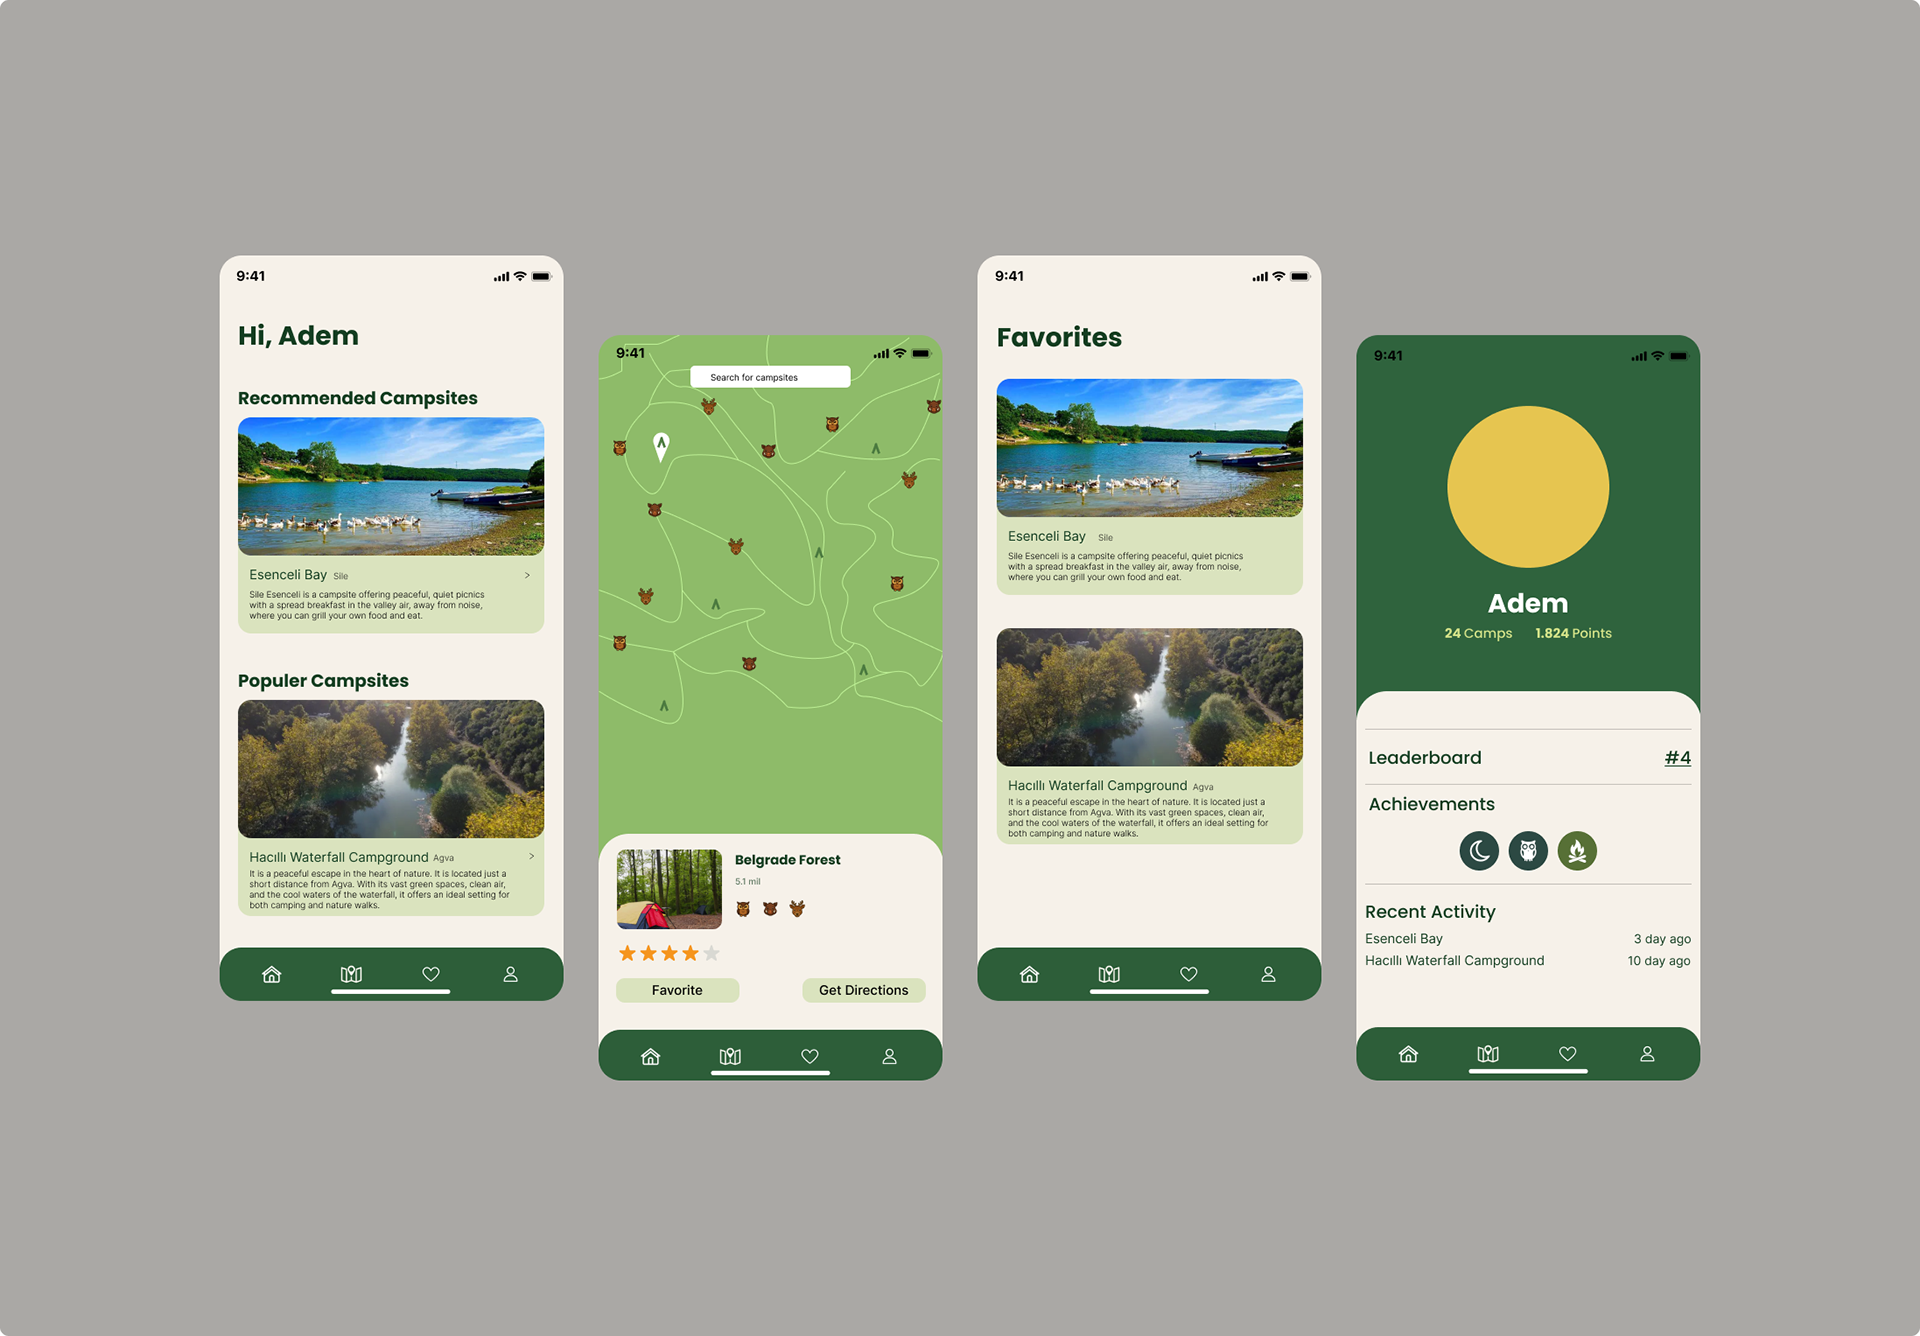 9:41
Hi, Adem
Recommended Campsites
Esenceli Bay Sile >
Sile Esenceli is a campsite offering peaceful, quiet picnics
with a spread breakfast in the valley air, away from noise,
where you can grill your own food and eat.
Populer Campsites
Hacıllı Waterfall Campground Agva >
It is a peaceful escape in the heart of nature. It is located just a
short distance from Agva. With its vast green spaces, clean air,
and the cool waters of the waterfall, it offers an ideal setting for
both camping and nature walks.
9:41
Search for campsites
Belgrade Forest
5.1 mil
Favorite
Get Directions
9:41
Favorites
Esenceli Bay Sile
Sile Esenceli is a campsite offering peaceful, quiet picnics
with a spread breakfast in the valley air, away from noise,
where you can grill your own food and eat.
Hacıllı Waterfall Campground Agva
It is a peaceful escape in the heart of nature. It is located just a
short distance from Agva. With its vast green spaces, clean air,
and the cool waters of the waterfall, it offers an ideal setting for
both camping and nature walks.
9:41
Adem
24 Camps 1.824 Points
Leaderboard #4
Achievements
Recent Activity
Esenceli Bay 3 day ago
Hacıllı Waterfall Campground 10 day ago